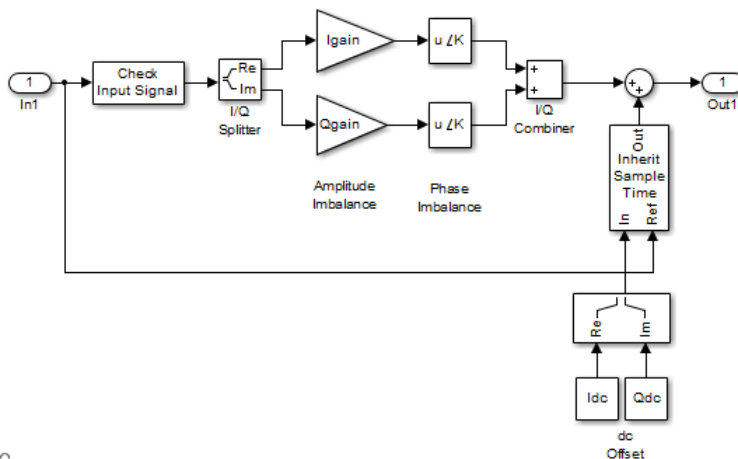 1
In1
Check
Input Signal
Re
Im
I/Q
Splitter
Igain
Qgain
Amplitude
Imbalance
u∠K
u∠K
Phase
Imbalance
+
+
I/Q
Combiner
+
+
1
Out1
Out
Inherit
Sample
Time
In
Ref
Re
Im
Idc
Qdc
dc
Offset